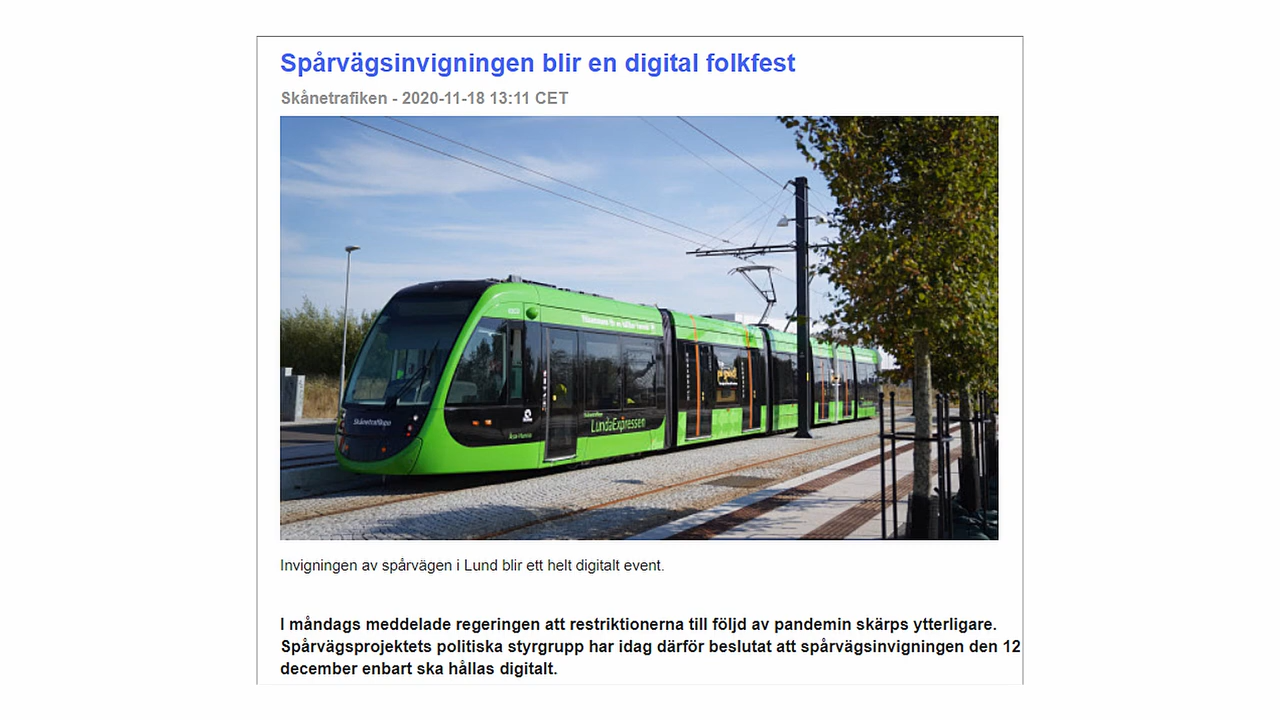 Spårvägsinvigningen blir en digital folkfest
Skånetrafiken - 2020-11-18 13:11 CET
Skånetrafiken
LundaExpressen
Invigningen av spårvägen i Lund blir ett helt digitalt event.
I måndags meddelade regeringen att restriktionerna till följd av pandemin skärps ytterligare.
Spårvägsprojektets politiska styrgrupp har idag därför beslutat att spårvägsinvigningen den 12
december enbart ska hållas digitalt.